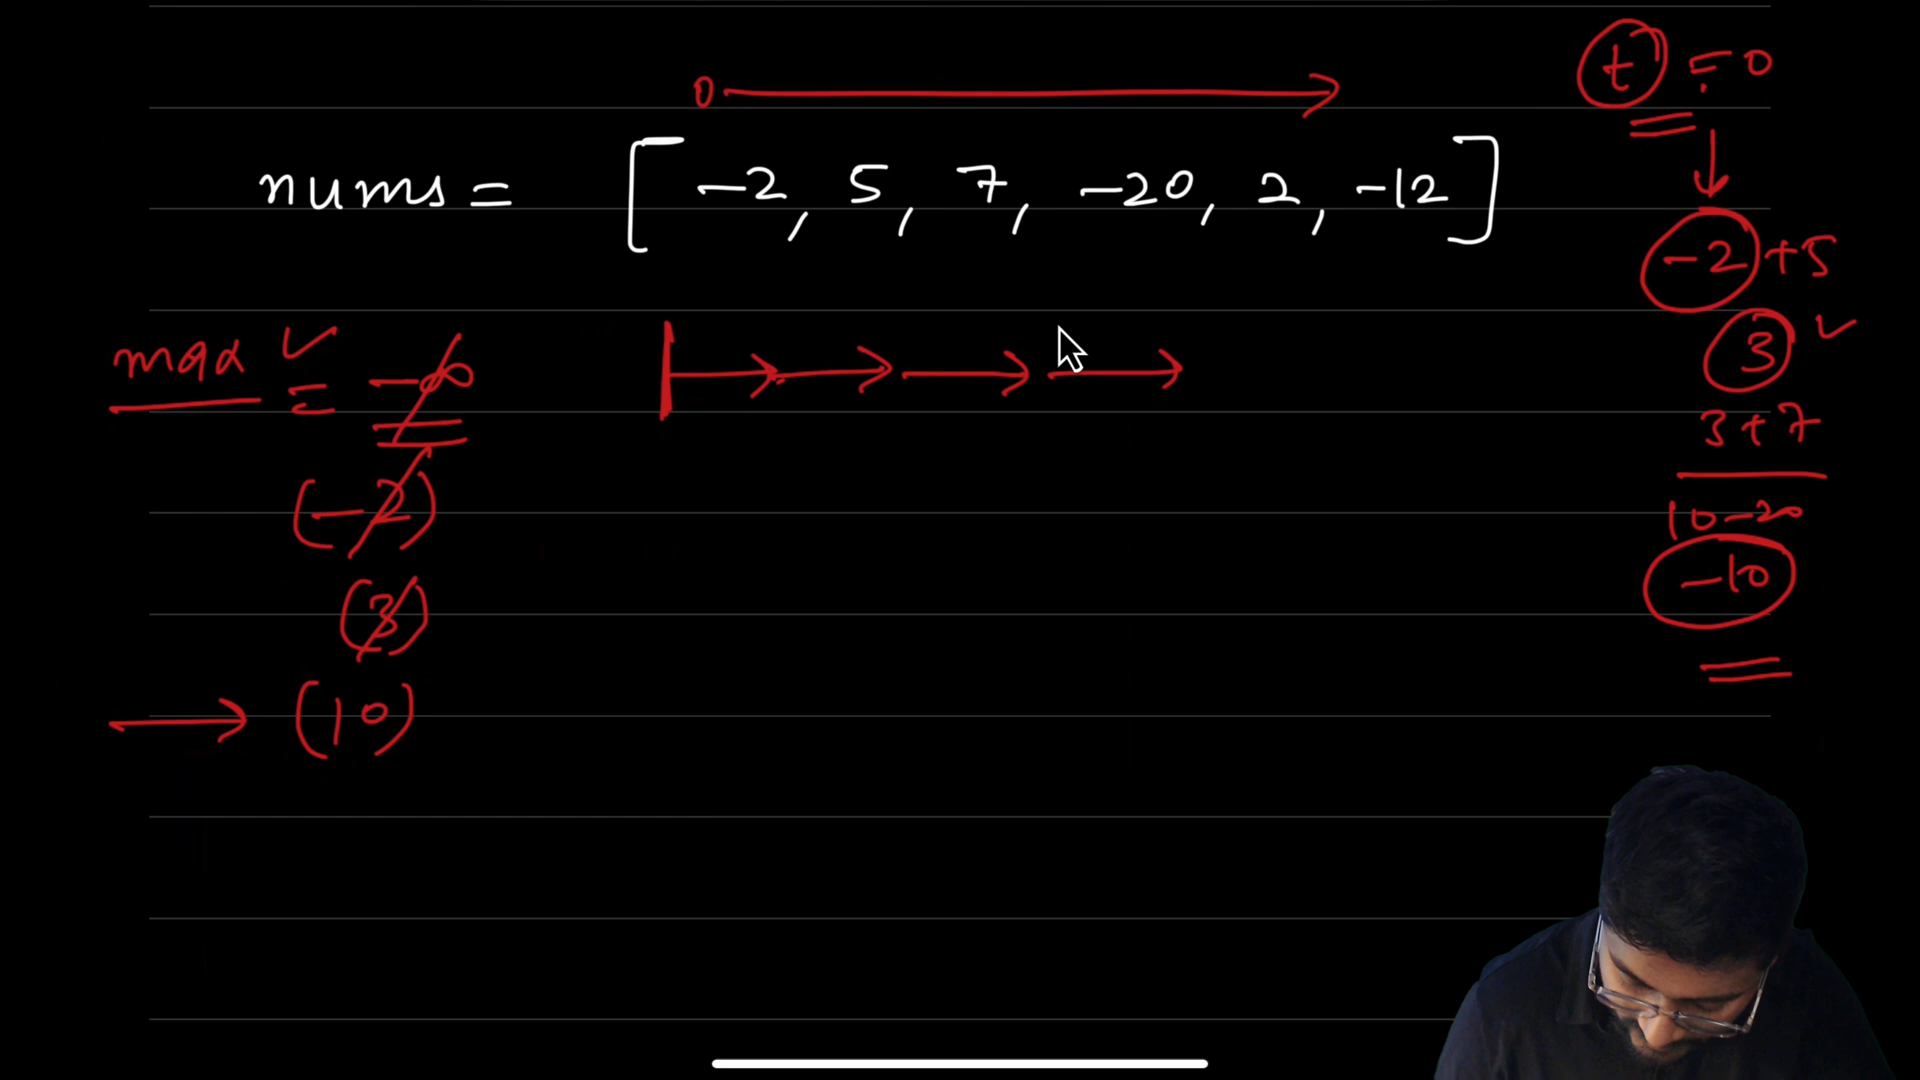 0
t = 0
nums = [ -2, 5, 7, -20, 2, -12 ]
-2 + 5
max = -∞
3
3 + 7
(-2)
10 - 20
-10
(3)
(10)